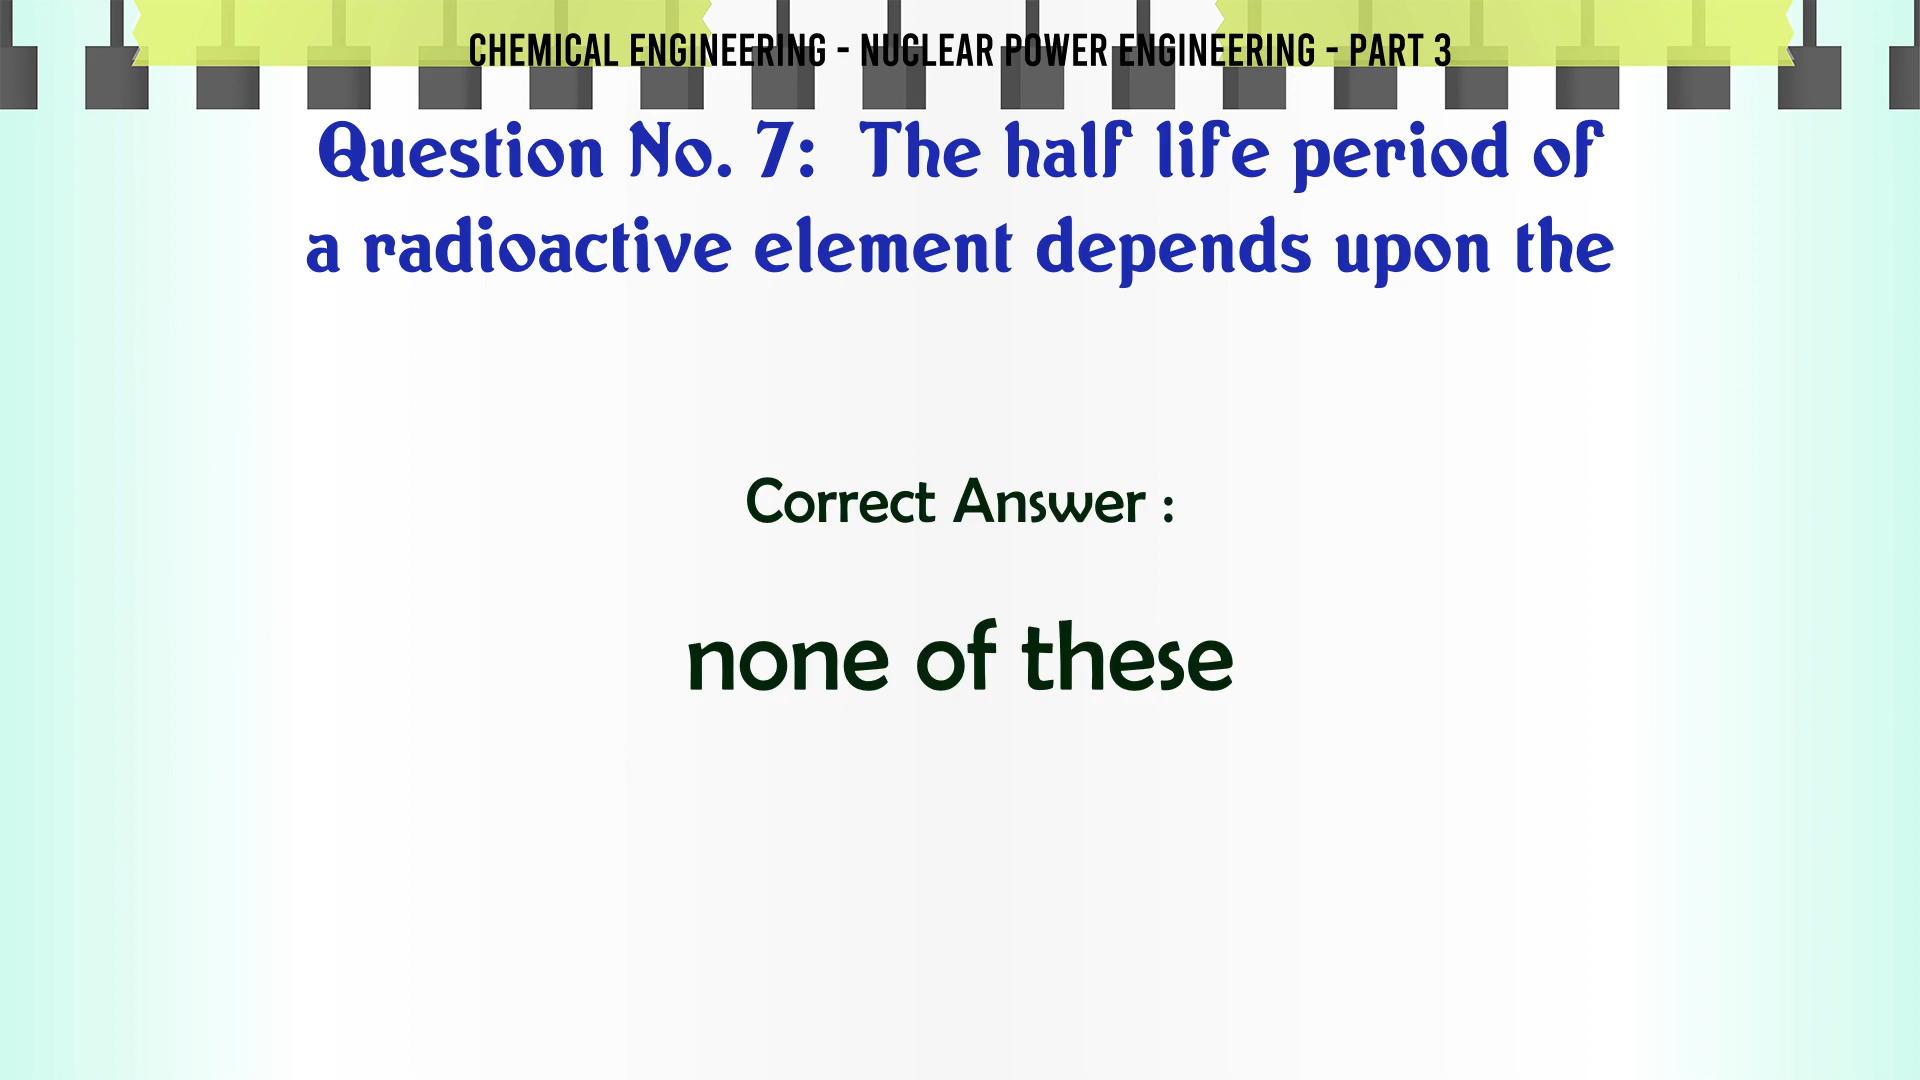 CHEMICAL ENGINEERING - NUCLEAR POWER ENGINEERING - PART 3
Question No. 7: The half life period of
a radioactive element depends upon the
Correct Answer :
none of these